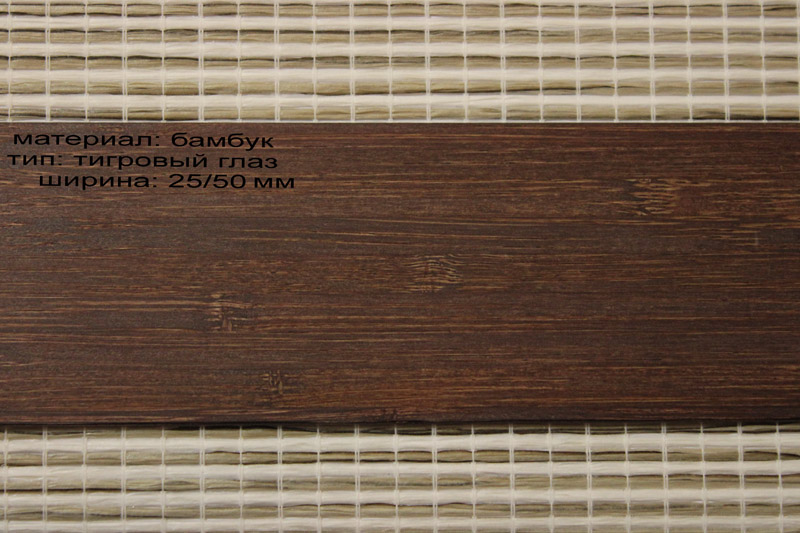 материал: бамбук
тип: тигровый глаз
ширина: 25/50 мм